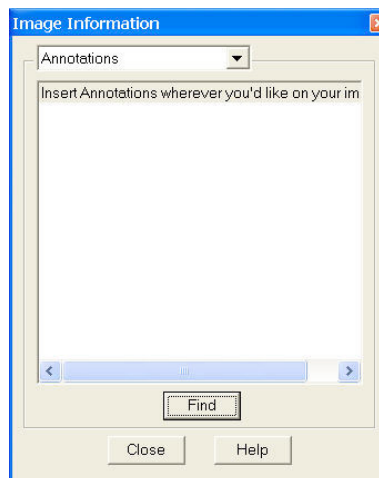 Image Information
Annotations
Insert Annotations wherever you'd like on your im
Find
Close
Help